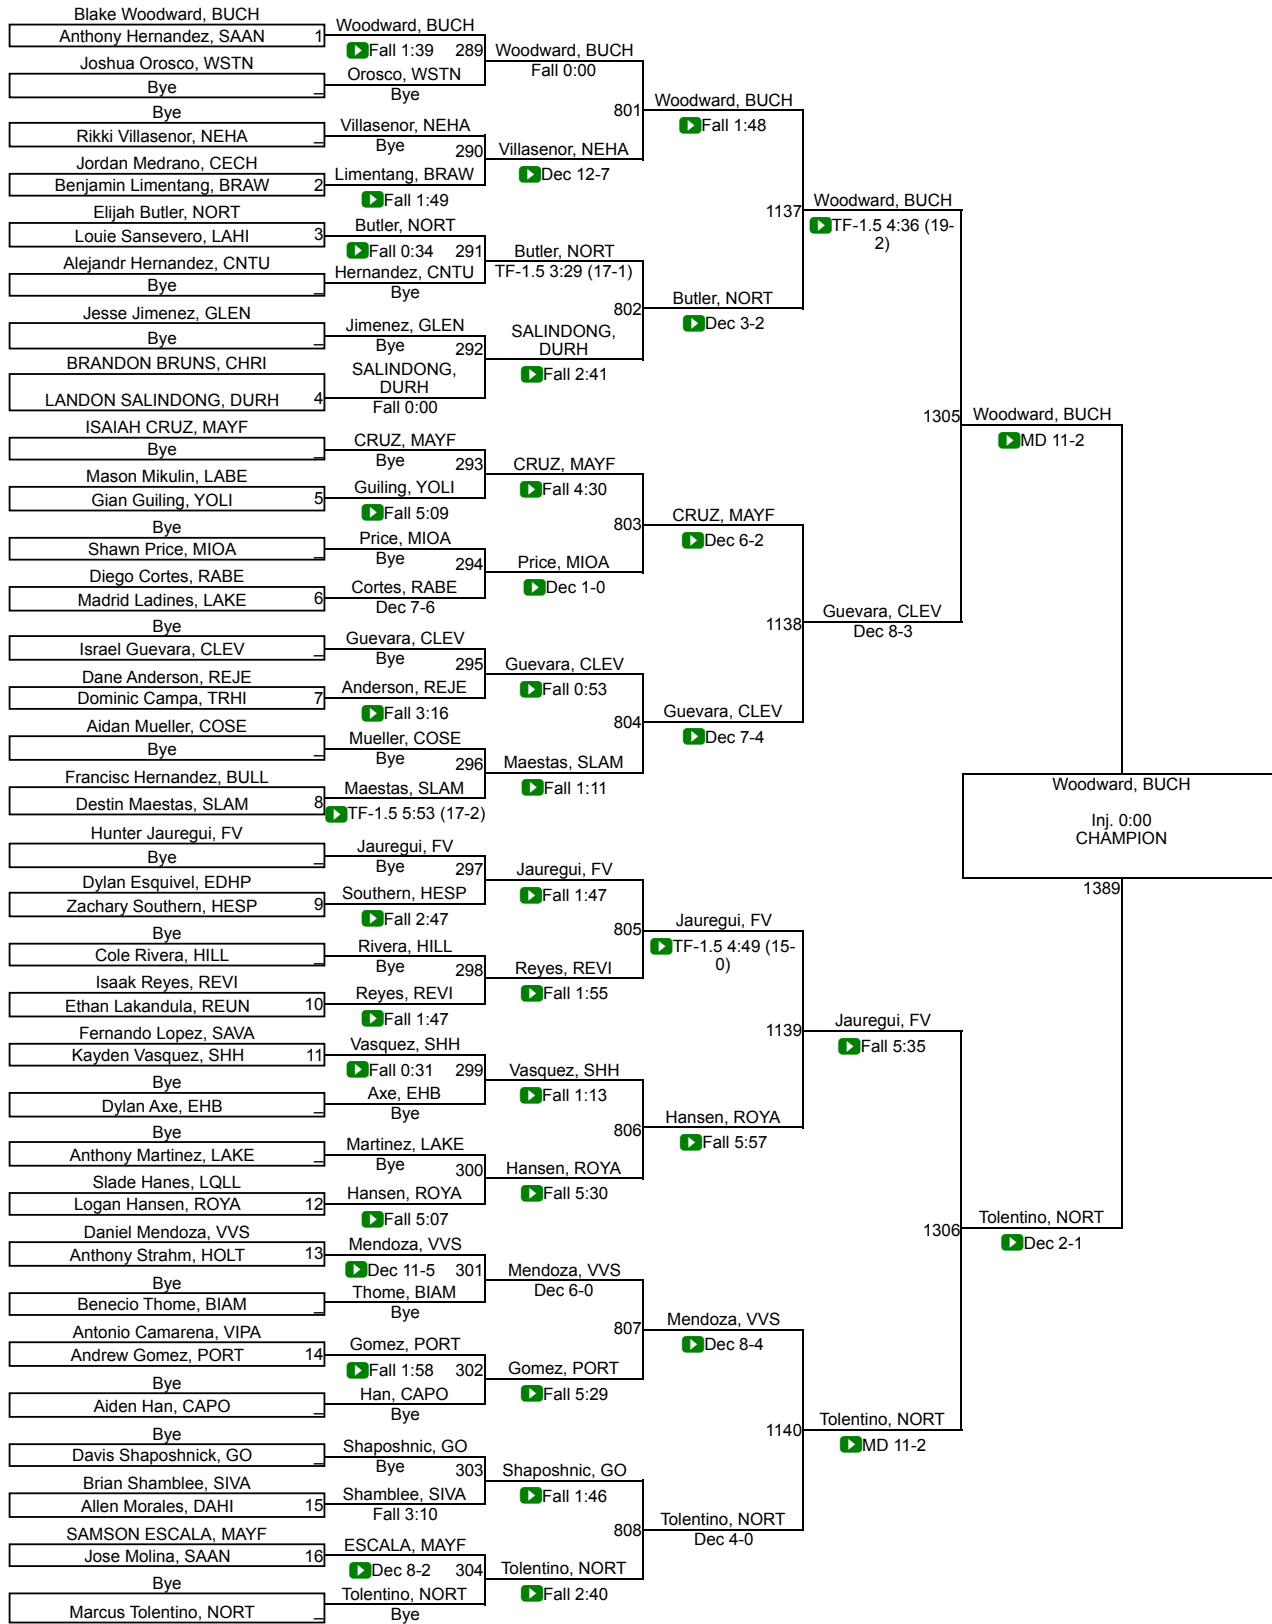 Blake Woodward, BUCH
Anthony Hernandez, SAAN 1
Joshua Orosco, WSTN
Bye _
Bye
Rikki Villasenor, NEHA _
Jordan Medrano, CECH
Benjamin Limentang, BRAW 2
Elijah Butler, NORT
Louie Sansevero, LAHI 3
Alejandr Hernandez, CNTU
Bye _
Jesse Jimenez, GLEN
Bye _
BRANDON BRUNS, CHRI
LANDON SALINDONG, DURH 4
ISAIAH CRUZ, MAYF
Bye _
Mason Mikulin, LABE
Gian Guiling, YOLI 5
Bye
Shawn Price, MIOA _
Diego Cortes, RABE
Madrid Ladines, LAKE 6
Bye
Israel Guevara, CLEV _
Dane Anderson, REJE
Dominic Campa, TRHI 7
Aidan Mueller, COSE
Bye _
Francisc Hernandez, BULL
Destin Maestas, SLAM 8
Hunter Jauregui, FV
Bye _
Dylan Esquivel, EDHP
Zachary Southern, HESP 9
Bye
Cole Rivera, HILL _
Isaak Reyes, REVI
Ethan Lakandula, REUN 10
Fernando Lopez, SAVA
Kayden Vasquez, SHH 11
Bye
Dylan Axe, EHB _
Bye
Anthony Martinez, LAKE _
Slade Hanes, LQLL
Logan Hansen, ROYA 12
Daniel Mendoza, VVS
Anthony Strahm, HOLT 13
Bye
Benecio Thome, BIAM _
Antonio Camarena, VIPA
Andrew Gomez, PORT 14
Bye
Aiden Han, CAPO _
Bye
Davis Shaposhnick, GO _
Brian Shamblee, SIVA
Allen Morales, DAHI 15
SAMSON ESCALA, MAYF
Jose Molina, SAAN 16
Bye
Marcus Tolentino, NORT _
Woodward, BUCH
Fall 1:39 289
Orosco, WSTN
Bye
Villasenor, NEHA
Bye 290
Limentang, BRAW
Fall 1:49
Butler, NORT
Fall 0:34 291
Hernandez, CNTU
Bye
Jimenez, GLEN
Bye 292
SALINDONG,
DURH
Fall 0:00
CRUZ, MAYF
Bye 293
Guiling, YOLI
Fall 5:09
Price, MIOA
Bye 294
Cortes, RABE
Dec 7-6
Guevara, CLEV
Bye 295
Anderson, REJE
Fall 3:16
Mueller, COSE
Bye 296
Maestas, SLAM
TF-1.5 5:53 (17-2)
Jauregui, FV
Bye 297
Southern, HESP
Fall 2:47
Rivera, HILL
Bye 298
Reyes, REVI
Fall 1:47
Vasquez, SHH
Fall 0:31 299
Axe, EHB
Bye
Martinez, LAKE
Bye 300
Hansen, ROYA
Fall 5:07
Mendoza, VVS
Dec 11-5 301
Thome, BIAM
Bye
Gomez, PORT
Fall 1:58 302
Han, CAPO
Bye
Shaposhnic, GO
Bye 303
Shamblee, SIVA
Fall 3:10
ESCALA, MAYF
Dec 8-2 304
Tolentino, NORT
Bye
Woodward, BUCH
Fall 0:00
801
Villasenor, NEHA
Dec 12-7
Butler, NORT
TF-1.5 3:29 (17-1)
802
SALINDONG,
DURH
Fall 2:41
CRUZ, MAYF
Fall 4:30
803
Price, MIOA
Dec 1-0
Guevara, CLEV
Fall 0:53
804
Maestas, SLAM
Fall 1:11
Jauregui, FV
Fall 1:47
805
Reyes, REVI
Fall 1:55
Vasquez, SHH
Fall 1:13
806
Hansen, ROYA
Fall 5:30
Mendoza, VVS
Dec 6-0
807
Gomez, PORT
Fall 5:29
Shaposhnic, GO
Fall 1:46
808
Tolentino, NORT
Fall 2:40
Woodward, BUCH
Fall 1:48
1137
Butler, NORT
Dec 3-2
CRUZ, MAYF
Dec 6-2
1138
Guevara, CLEV
Dec 7-4
Jauregui, FV
TF-1.5 4:49 (15-
0)
1139
Hansen, ROYA
Fall 5:57
Mendoza, VVS
Dec 8-4
1140
Tolentino, NORT
Dec 4-0
Woodward, BUCH
TF-1.5 4:36 (19-
2)
1305
Guevara, CLEV
Dec 8-3
Jauregui, FV
Fall 5:35
1306
Tolentino, NORT
MD 11-2
Woodward, BUCH
MD 11-2
Woodward, BUCH
Inj. 0:00
CHAMPION
1389
Tolentino, NORT
Dec 2-1